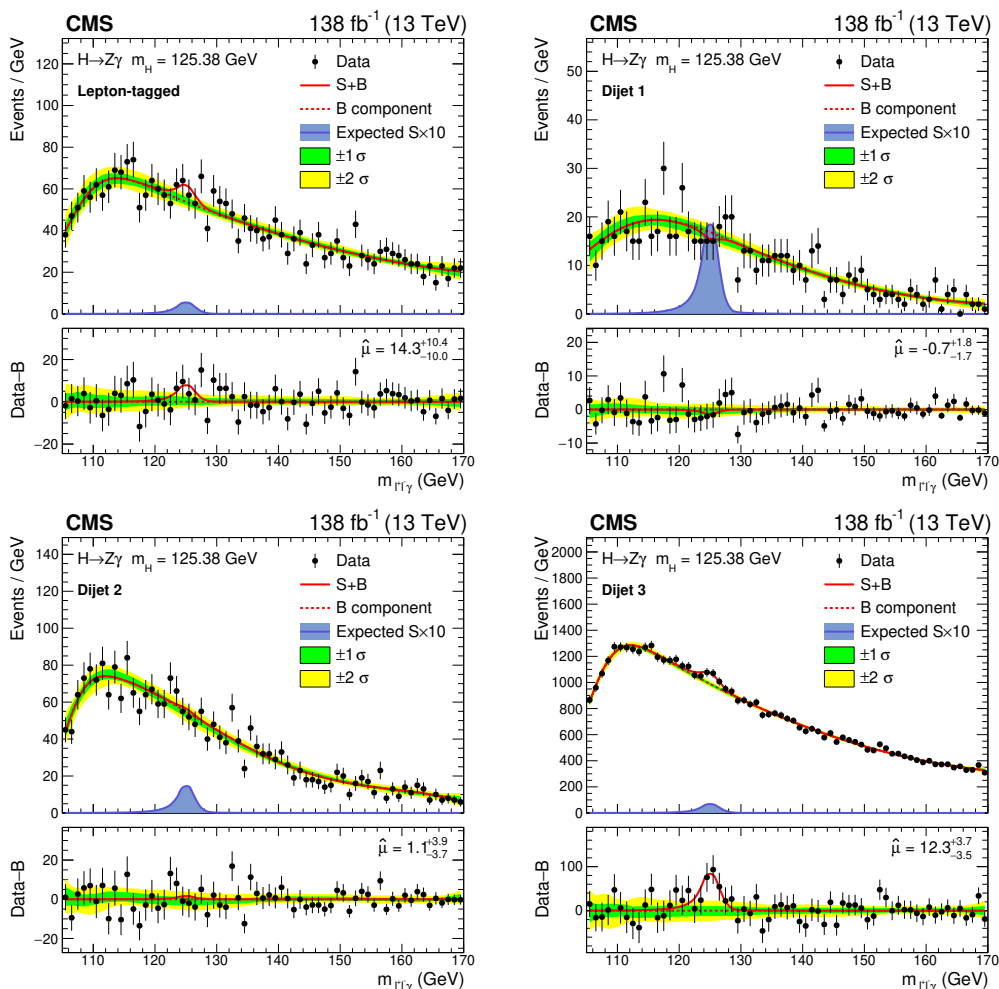 CMS 138 fb⁻¹ (13 TeV)
Events / GeV
H→Zγ m_H = 125.38 GeV
Lepton-tagged
Data
S+B
B component
Expected S×10
±1 σ
±2 σ
120
100
80
60
40
20
0
Data−B
μ̂ = 14.3 +10.4 −10.0
20
0
−20
110 120 130 140 150 160 170
m_l⁺l⁻γ (GeV)
CMS 138 fb⁻¹ (13 TeV)
Events / GeV
H→Zγ m_H = 125.38 GeV
Dijet 1
Data
S+B
B component
Expected S×10
±1 σ
±2 σ
50
40
30
20
10
0
Data−B
μ̂ = -0.7 +1.8 −1.7
20
10
0
−10
110 120 130 140 150 160 170
m_l⁺l⁻γ (GeV)
CMS 138 fb⁻¹ (13 TeV)
Events / GeV
H→Zγ m_H = 125.38 GeV
Dijet 2
Data
S+B
B component
Expected S×10
±1 σ
±2 σ
140
120
100
80
60
40
20
0
Data−B
μ̂ = 1.1 +3.9 −3.7
20
0
−20
110 120 130 140 150 160 170
m_l⁺l⁻γ (GeV)
CMS 138 fb⁻¹ (13 TeV)
Events / GeV
H→Zγ m_H = 125.38 GeV
Dijet 3
Data
S+B
B component
Expected S×10
±1 σ
±2 σ
2000
1800
1600
1400
1200
1000
800
600
400
200
0
Data−B
μ̂ = 12.3 +3.7 −3.5
100
0
110 120 130 140 150 160 170
m_l⁺l⁻γ (GeV)